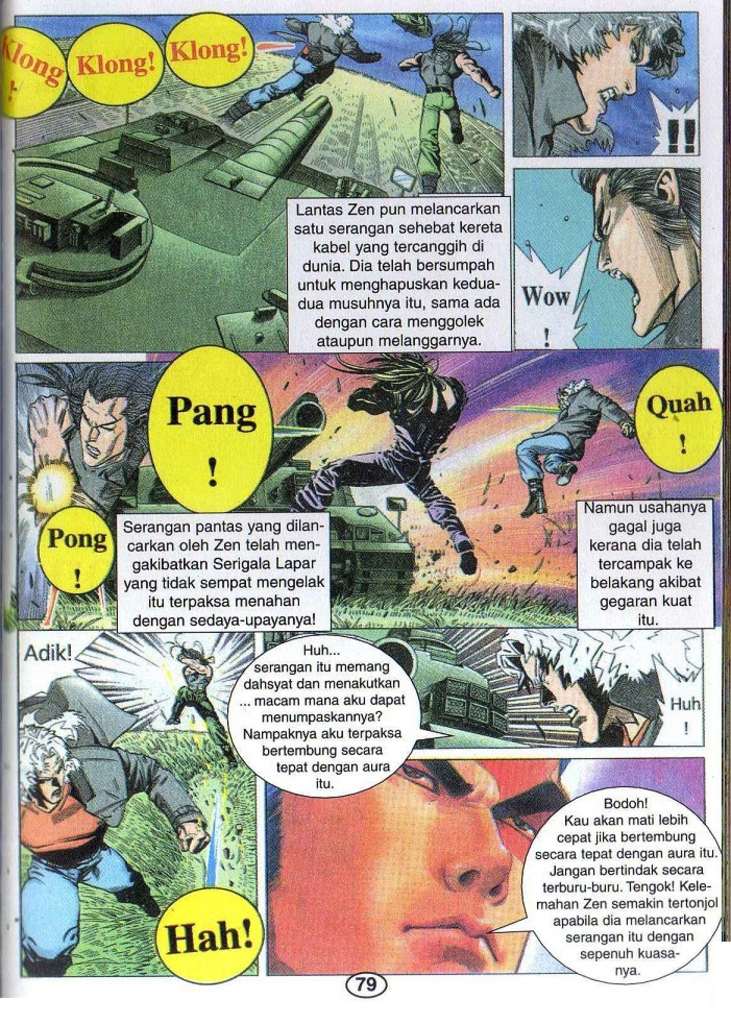 Klong
!
Klong!
Klong!
!!
Lantas Zen pun melancarkan
satu serangan sehebat kereta
kabel yang tercanggih di
dunia. Dia telah bersumpah
untuk menghapuskan kedua-
dua musuhnya itu, sama ada
dengan cara menggolek
ataupun melanggarnya.
Wow
!
Pang
!
Pong
!
Serangan pantas yang dilan-
carkan oleh Zen telah men-
gakibatkan Serigala Lapar
yang tidak sempat mengelak
itu terpaksa menahan
dengan sedaya-upayanya!
Quah
!
Namun usahanya
gagal juga
kerana dia telah
tercampak ke
belakang akibat
gegaran kuat
itu.
Adik!
Huh...
serangan itu memang
dahsyat dan menakutkan
... macam mana aku dapat
menumpaskannya?
Nampaknya aku terpaksa
bertembung secara
tepat dengan aura
itu.
Huh
!
Hah!
Bodoh!
Kau akan mati lebih
cepat jika bertembung
secara tepat dengan aura itu.
Jangan bertindak secara
terburu-buru. Tengok! Kele-
mahan Zen semakin tertonjol
apabila dia melancarkan
serangan itu dengan
sepenuh kuasa-
nya.
79